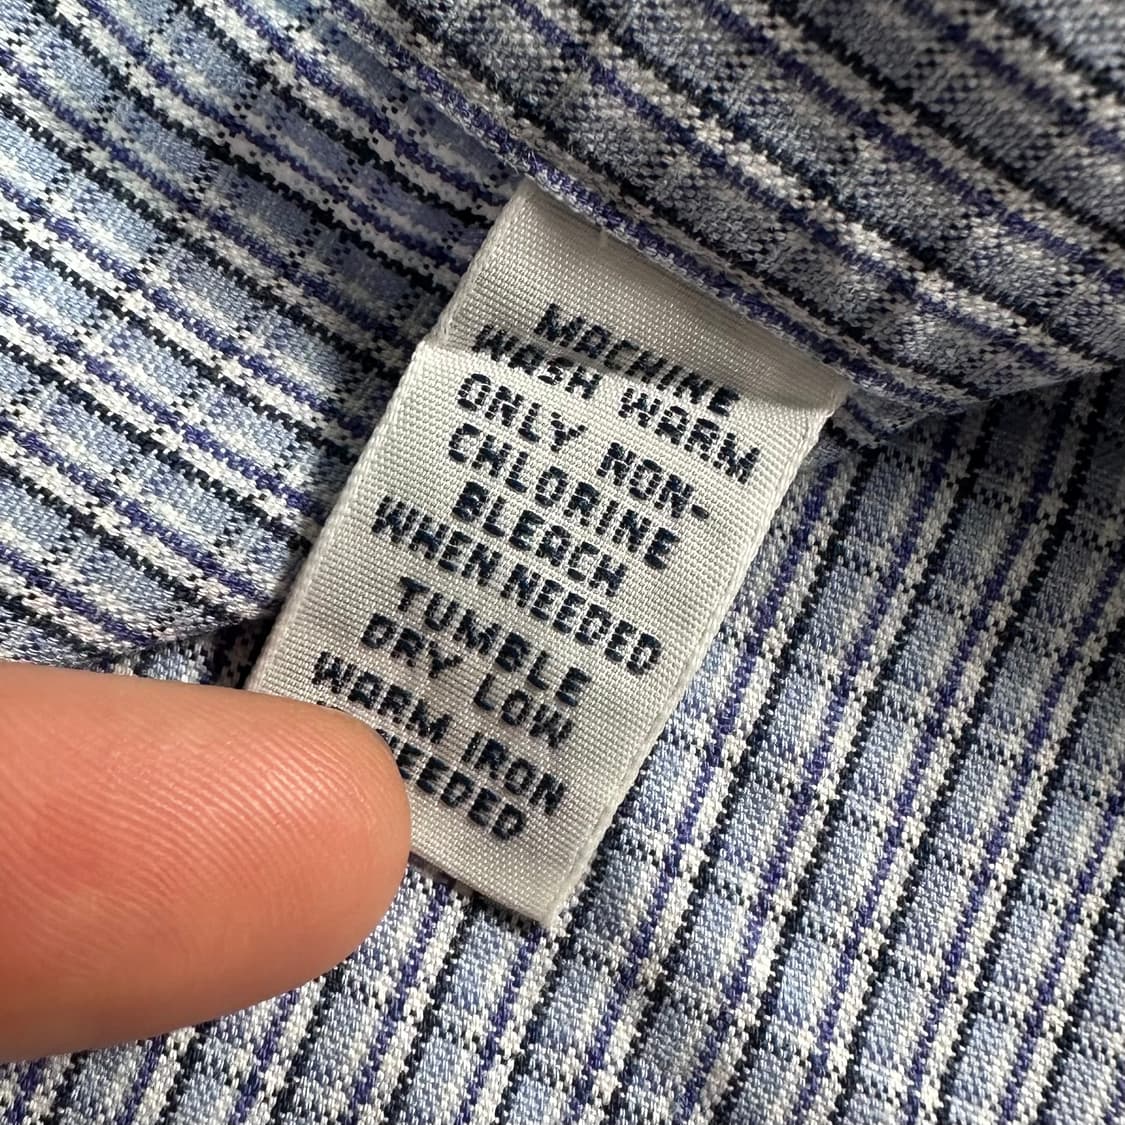 MACHINE
WASH WARM
ONLY NON-
CHLORINE
BLEACH
WHEN NEEDED
TUMBLE
DRY LOW
WARM IRON
NEEDED